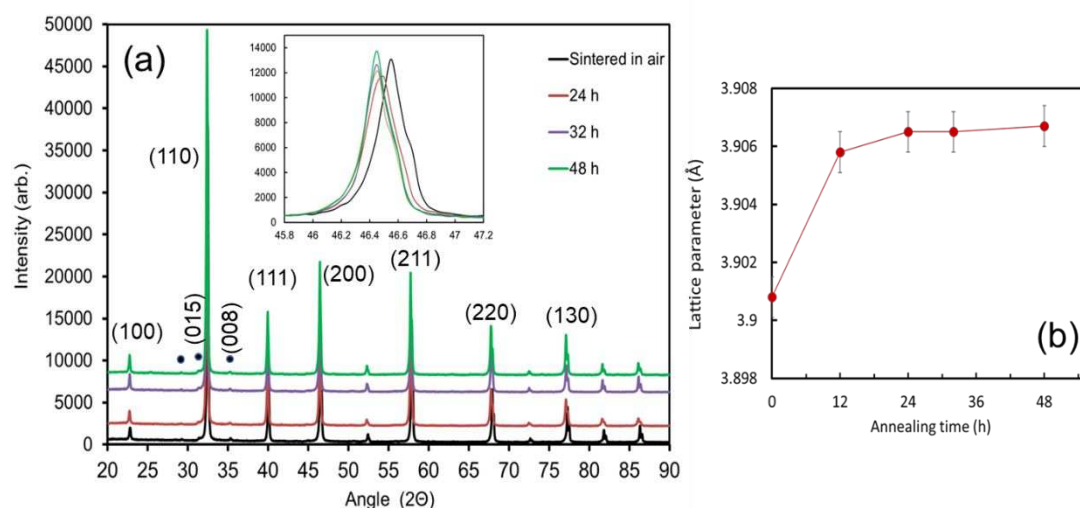 (a)
50000
45000
40000
35000
30000
25000
20000
15000
10000
5000
0
Intensity (arb.)
20 25 30 35 40 45 50 55 60 65 70 75 80 85 90
Angle (2Θ)
(100)
(015)
(110)
(008)
(111)
(200)
(211)
(220)
(130)
14000
12000
10000
8000
6000
4000
2000
0
45.8 46 46.2 46.4 46.6 46.8 47 47.2
Sintered in air
24 h
32 h
48 h
(b)
3.908
3.906
3.904
3.902
3.9
3.898
Lattice parameter (Å)
0 12 24 36 48
Annealing time (h)